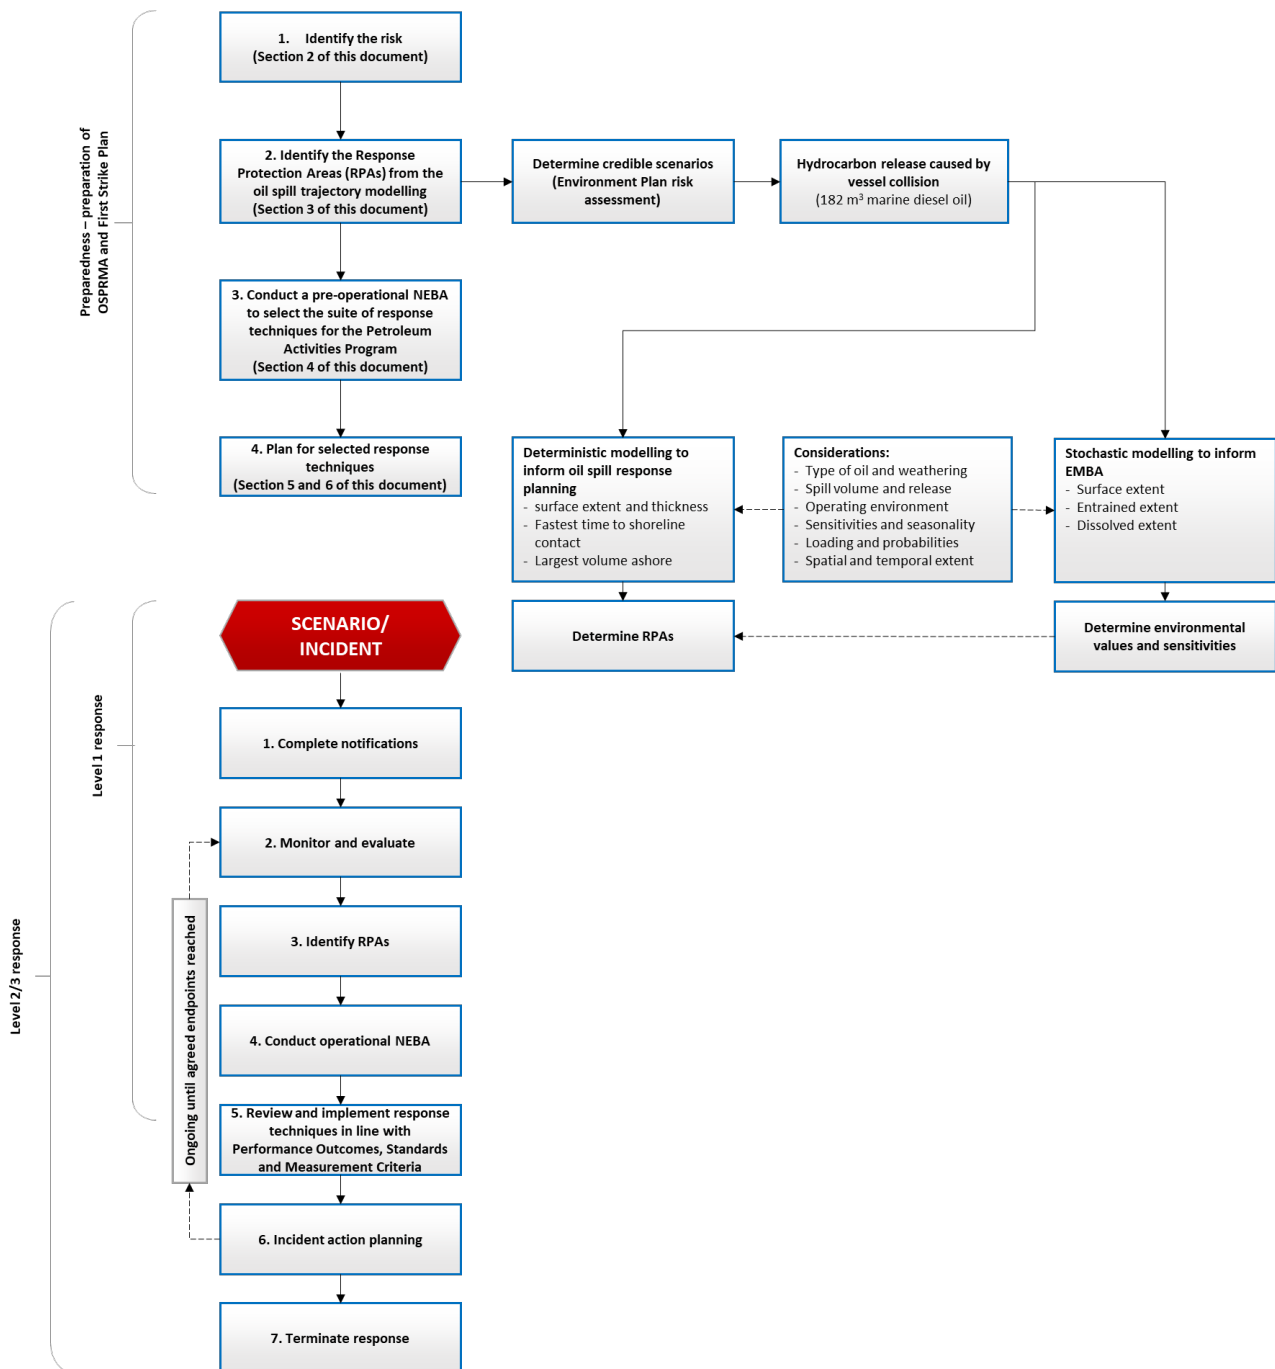 Preparedness – preparation of
OSPRMA and First Strike Plan
1. Identify the risk
(Section 2 of this document)
2. Identify the Response
Protection Areas (RPAs) from the
oil spill trajectory modelling
(Section 3 of this document)
Determine credible scenarios
(Environment Plan risk
assessment)
Hydrocarbon release caused by
vessel collision
(182 m³ marine diesel oil)
3. Conduct a pre-operational NEBA
to select the suite of response
techniques for the Petroleum
Activities Program
(Section 4 of this document)
4. Plan for selected response
techniques
(Section 5 and 6 of this document)
Deterministic modelling to
inform oil spill response
planning
- surface extent and thickness
- Fastest time to shoreline
contact
- Largest volume ashore
Considerations:
- Type of oil and weathering
- Spill volume and release
- Operating environment
- Sensitivities and seasonality
- Loading and probabilities
- Spatial and temporal extent
Stochastic modelling to inform
EMBA
- Surface extent
- Entrained extent
- Dissolved extent
Determine RPAs
Determine environmental
values and sensitivities
Level 2/3 response
Level 1 response
SCENARIO/
INCIDENT
1. Complete notifications
2. Monitor and evaluate
3. Identify RPAs
4. Conduct operational NEBA
5. Review and implement response
techniques in line with
Performance Outcomes, Standards
and Measurement Criteria
Ongoing until agreed endpoints reached
6. Incident action planning
7. Terminate response